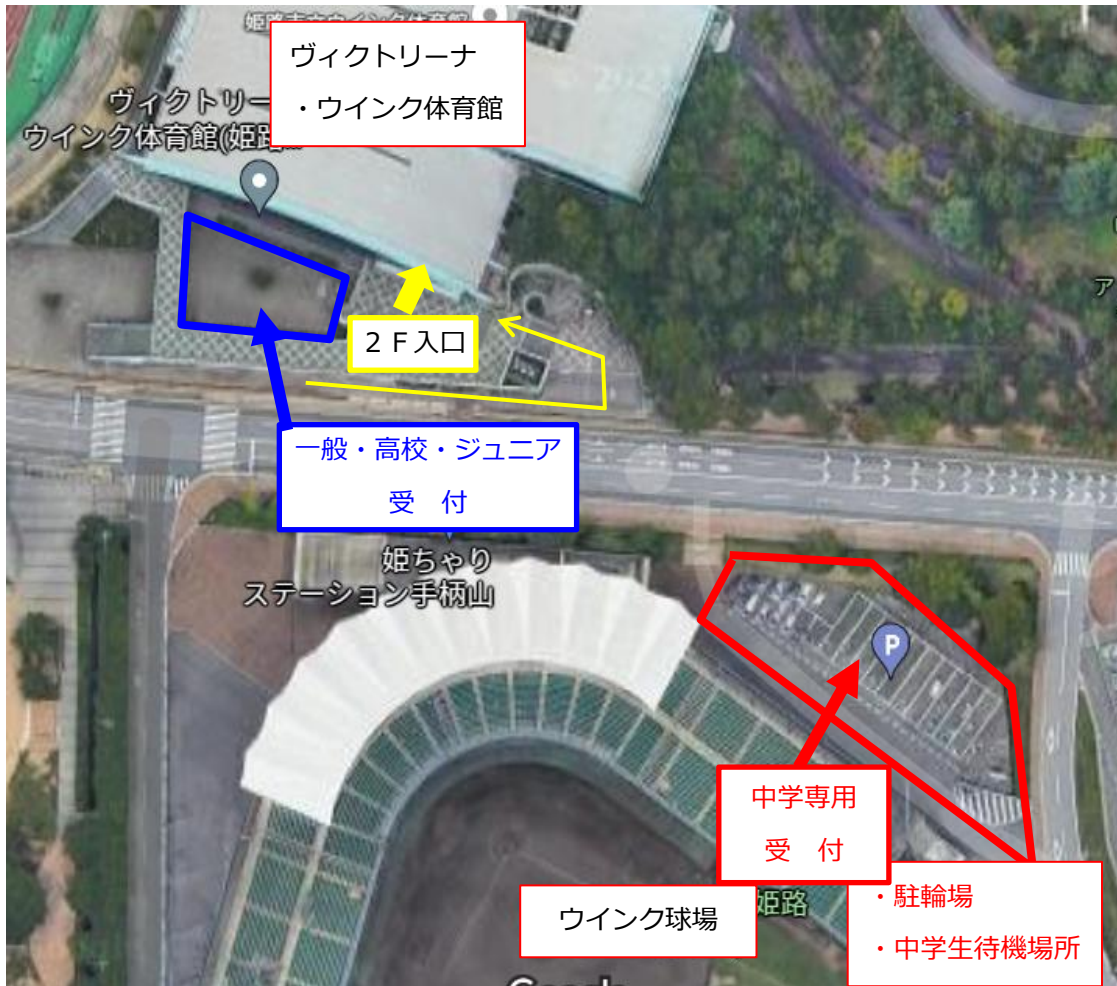 ヴィクトリーナ
・ウインク体育館
ヴィクトリー
ウインク体育館(姫路
２Ｆ入口
一般・高校・ジュニア
受　付
姫ちゃり
ステーション手柄山
P
中学専用
受　付
姫路
ウインク球場
・駐輪場
・中学生待機場所
ア